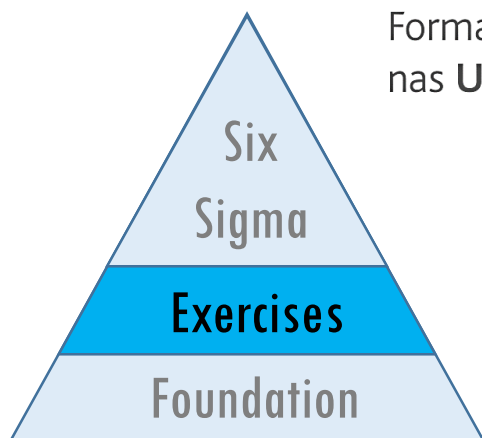 Forma
nas U
Six
Sigma
Exercises
Foundation